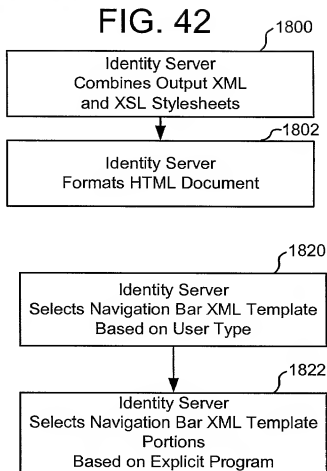 FIG. 42
1800
Identity Server
Combines Output XML
and XSL Stylesheets
1802
Identity Server
Formats HTML Document
1820
Identity Server
Selects Navigation Bar XML Template
Based on User Type
1822
Identity Server
Selects Navigation Bar XML Template
Portions
Based on Explicit Program